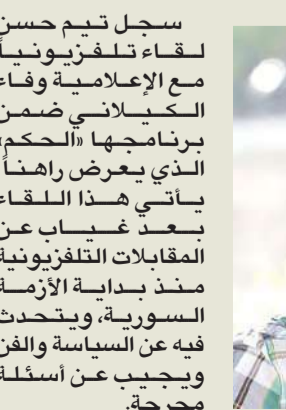 سجل تيم حسن
لقاء تلفزيونياً
مع الإعلامية وفاء
الكيلاني ضمن
برنامجها «الحكم»
الذي يعرض راهناً
يأتي هذا اللقاء
بعد غياب عن
المقابلات التلفزيونية
منذ بداية الأزمة
السورية، ويتحدث
فيه عن السياسة والفن
ويجيب عن أسئلة
محرجة.